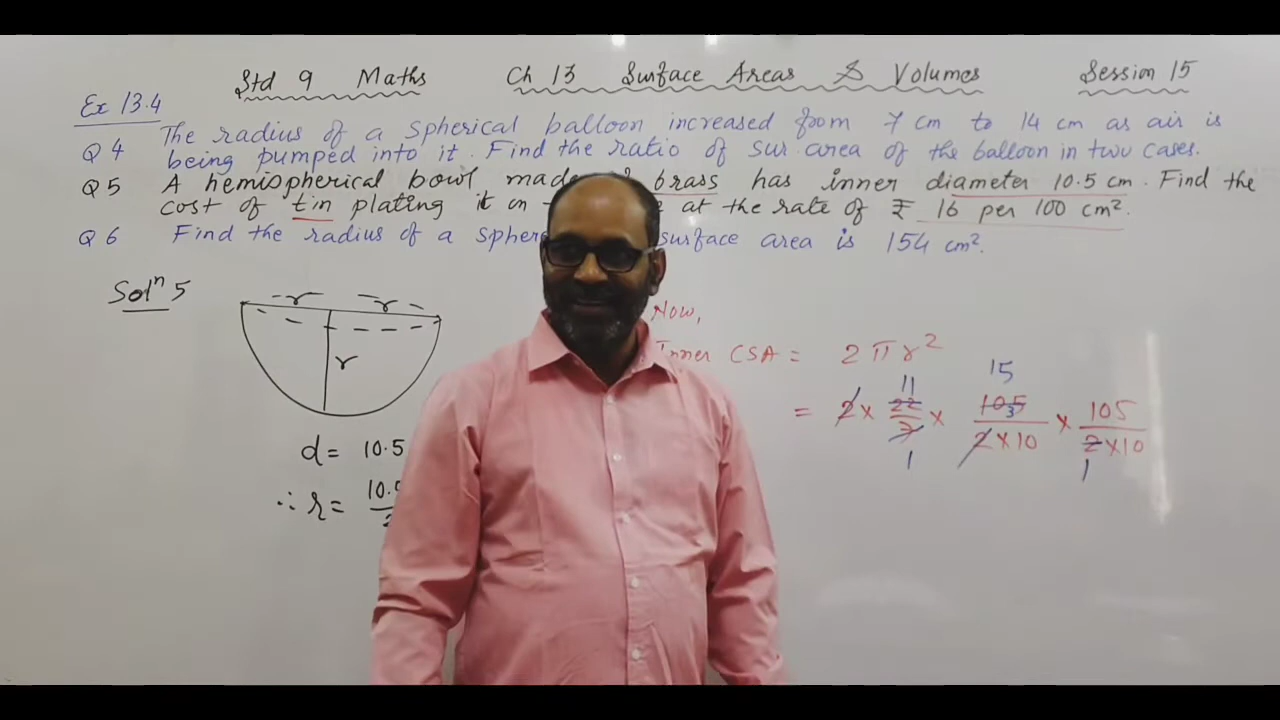 Std 9 Maths Ch 13 Surface Areas & Volumes Session 15
Ex 13.4
Q 4 The radius of a spherical balloon increased from 7 cm to 14 cm as air is
being pumped into it. Find the ratio of sur. area of the balloon in two cases.
Q 5 A hemispherical bowl made brass has inner diameter 10.5 cm. Find the
cost of tin plating it on at the rate of ₹ 16 per 100 cm².
Q 6 Find the radius of a surface area is 154 cm².
Solⁿ 5
r r
r
d = 10.5
∴ r =
Now,
Inner CSA = 2πr²
= 2 × 22/7 × 105/2×10 × 105/2×10
11 15
3
1 1